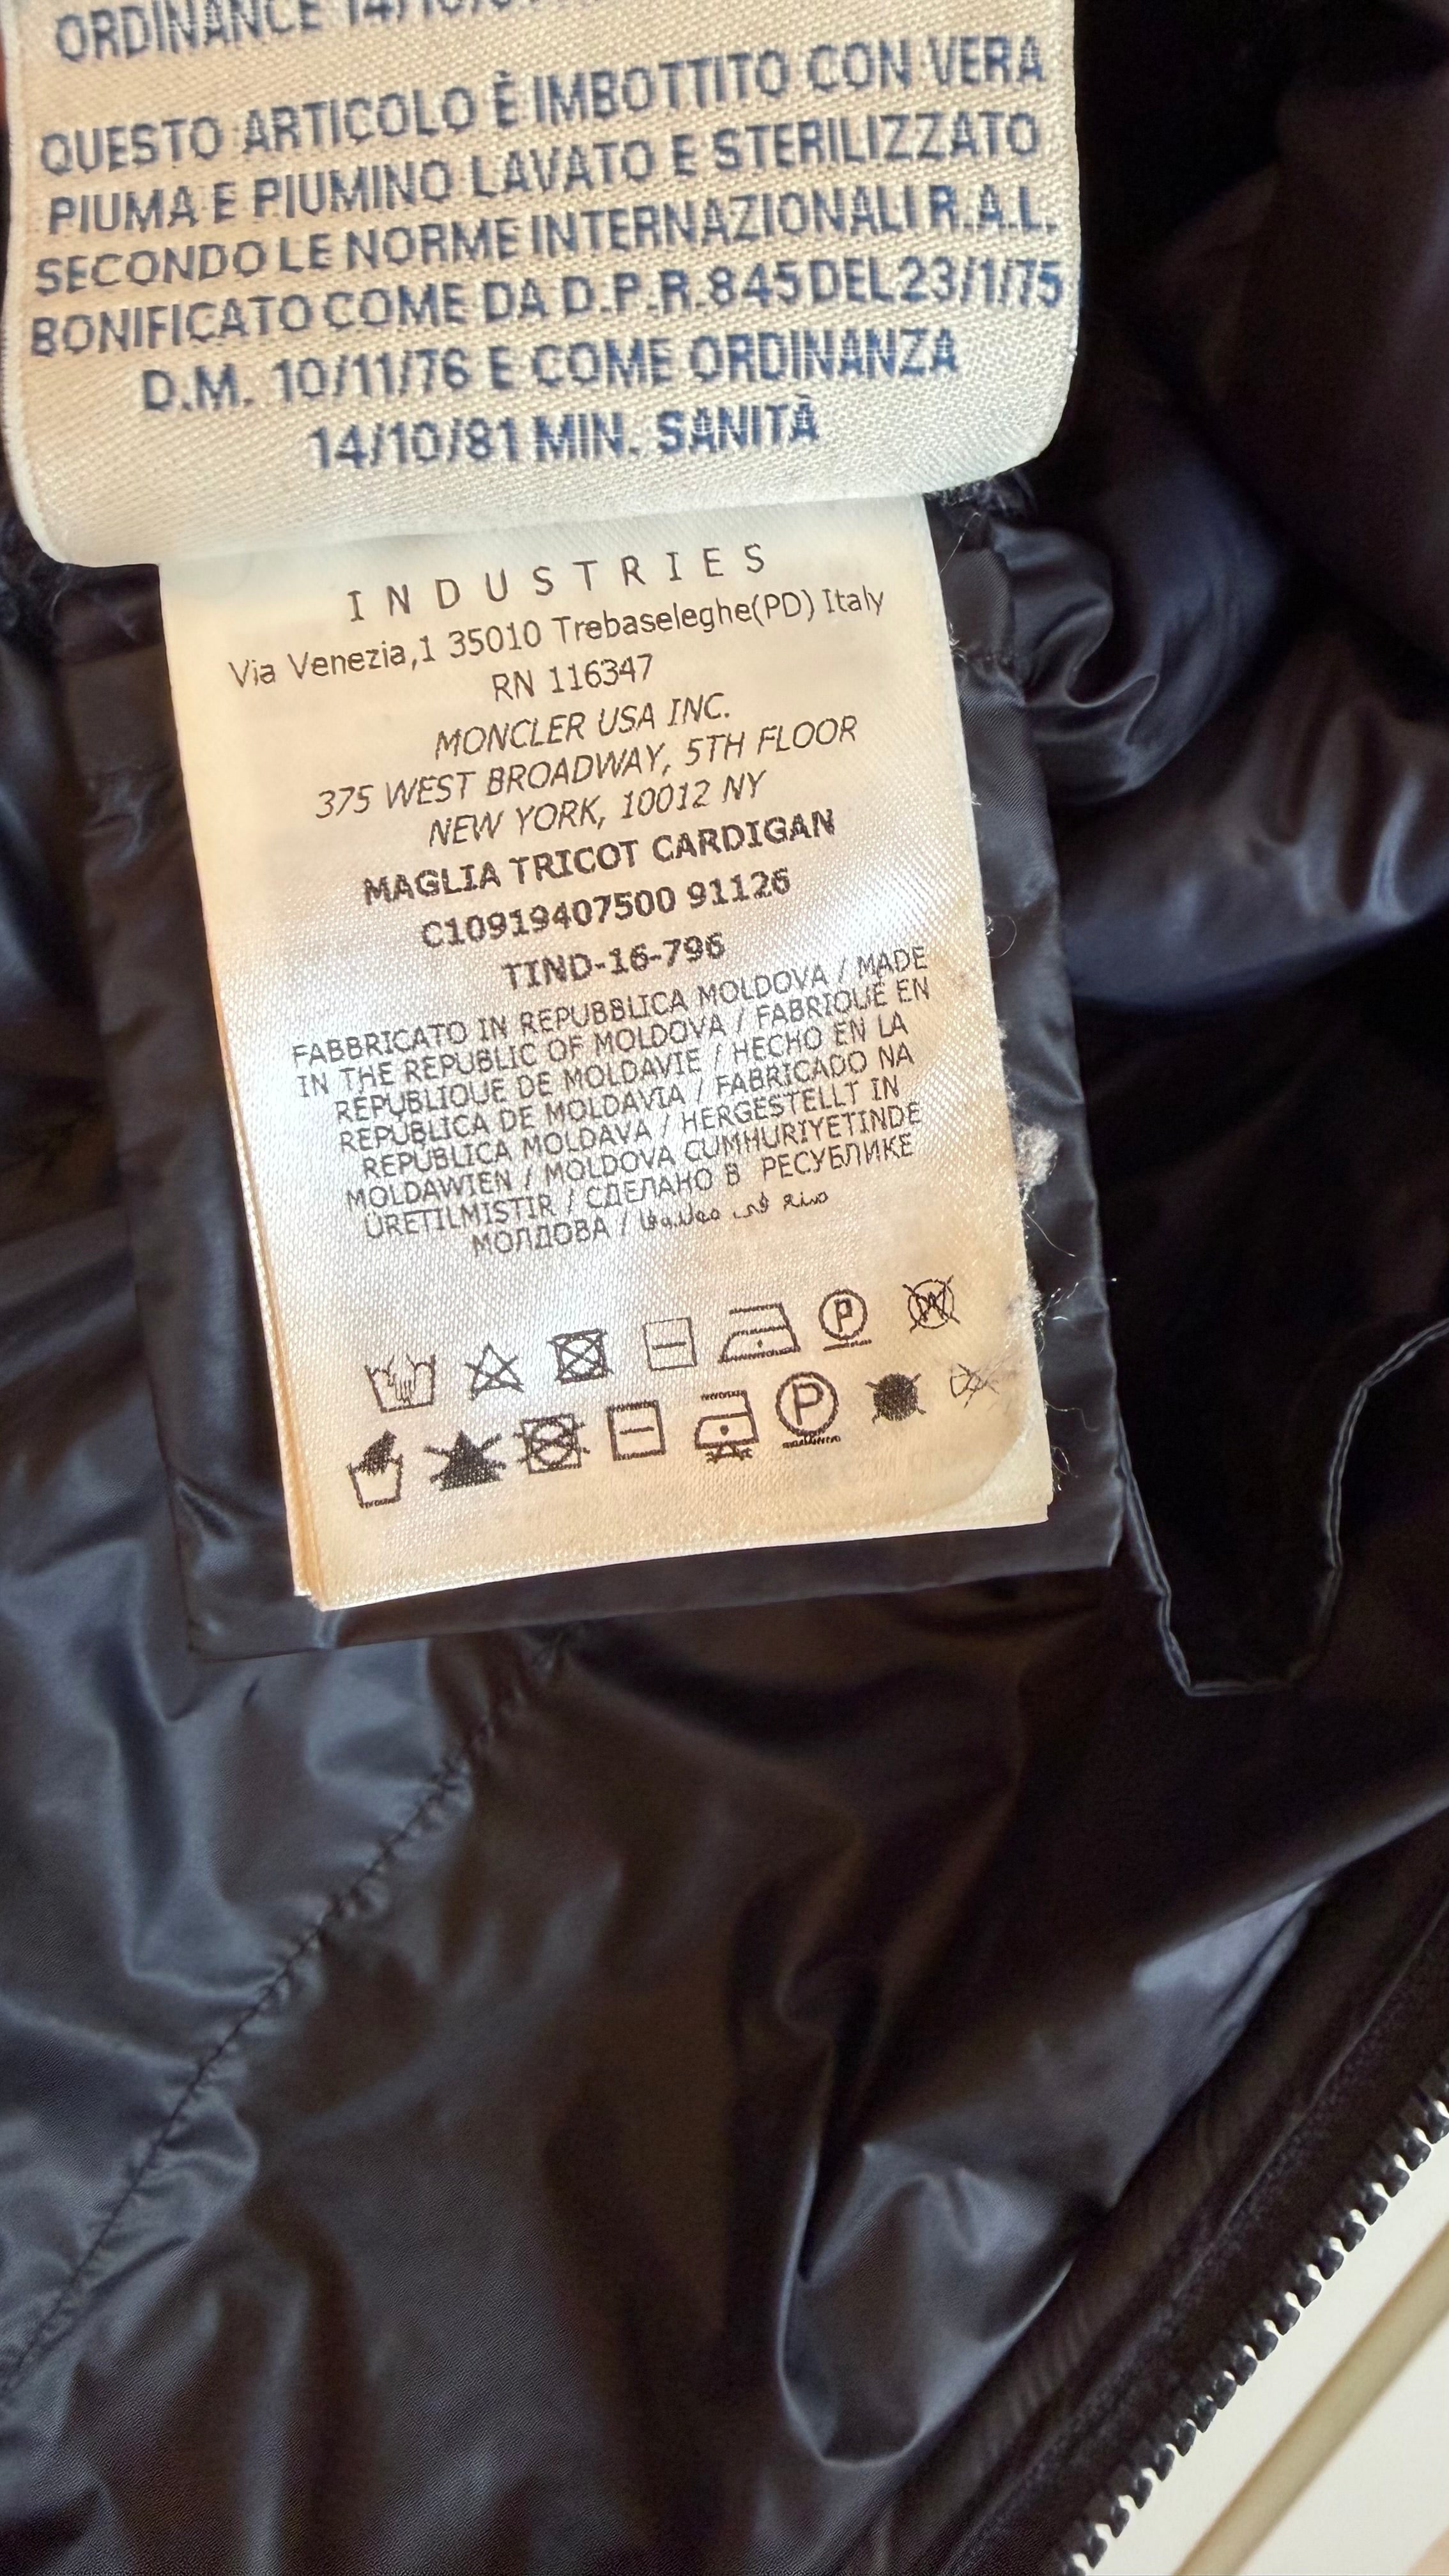 ORDINANCE 14/10/81
QUESTO ARTICOLO È IMBOTTITO CON VERA
PIUMA E PIUMINO LAVATO E STERILIZZATO
SECONDO LE NORME INTERNAZIONALI R.A.L.
BONIFICATO COME DA D.P.R.845 DEL 23/1/75
D.M. 10/11/76 E COME ORDINANZA
14/10/81 MIN. SANITÀ
INDUSTRIES
Via Venezia,1 35010 Trebaseleghe(PD) Italy
RN 116347
MONCLER USA INC.
375 WEST BROADWAY, 5TH FLOOR
NEW YORK, 10012 NY
MAGLIA TRICOT CARDIGAN
C10919407500 91126
TIND-16-796
FABBRICATO IN REPUBBLICA MOLDOVA / MADE
IN THE REPUBLIC OF MOLDOVA / FABRIQUÉ EN
RÉPUBLIQUE DE MOLDAVIE / HECHO EN LA
REPÚBLICA DE MOLDAVIA / FABRICADO NA
REPÚBLICA MOLDAVA / HERGESTELLT IN
MOLDAWIEN / MOLDOVA CUMHURIYETINDE
ÜRETILMISTIR / СДЕЛАНО В РЕСУБЛИКЕ
МОЛДОВА / صنع في
P
W
P